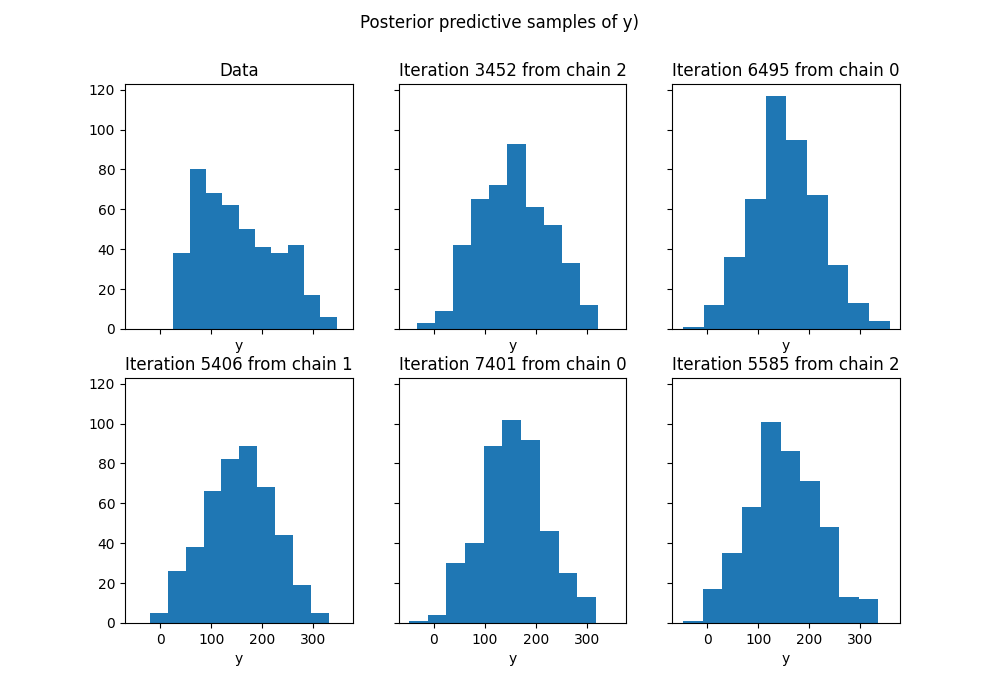 Posterior predictive samples of y)
Data
Iteration 3452 from chain 2
Iteration 6495 from chain 0
120
100
80
60
40
20
0
y
y
y
Iteration 5406 from chain 1
Iteration 7401 from chain 0
Iteration 5585 from chain 2
120
100
80
60
40
20
0
0 100 200 300
0 100 200 300
0 100 200 300
y
y
y